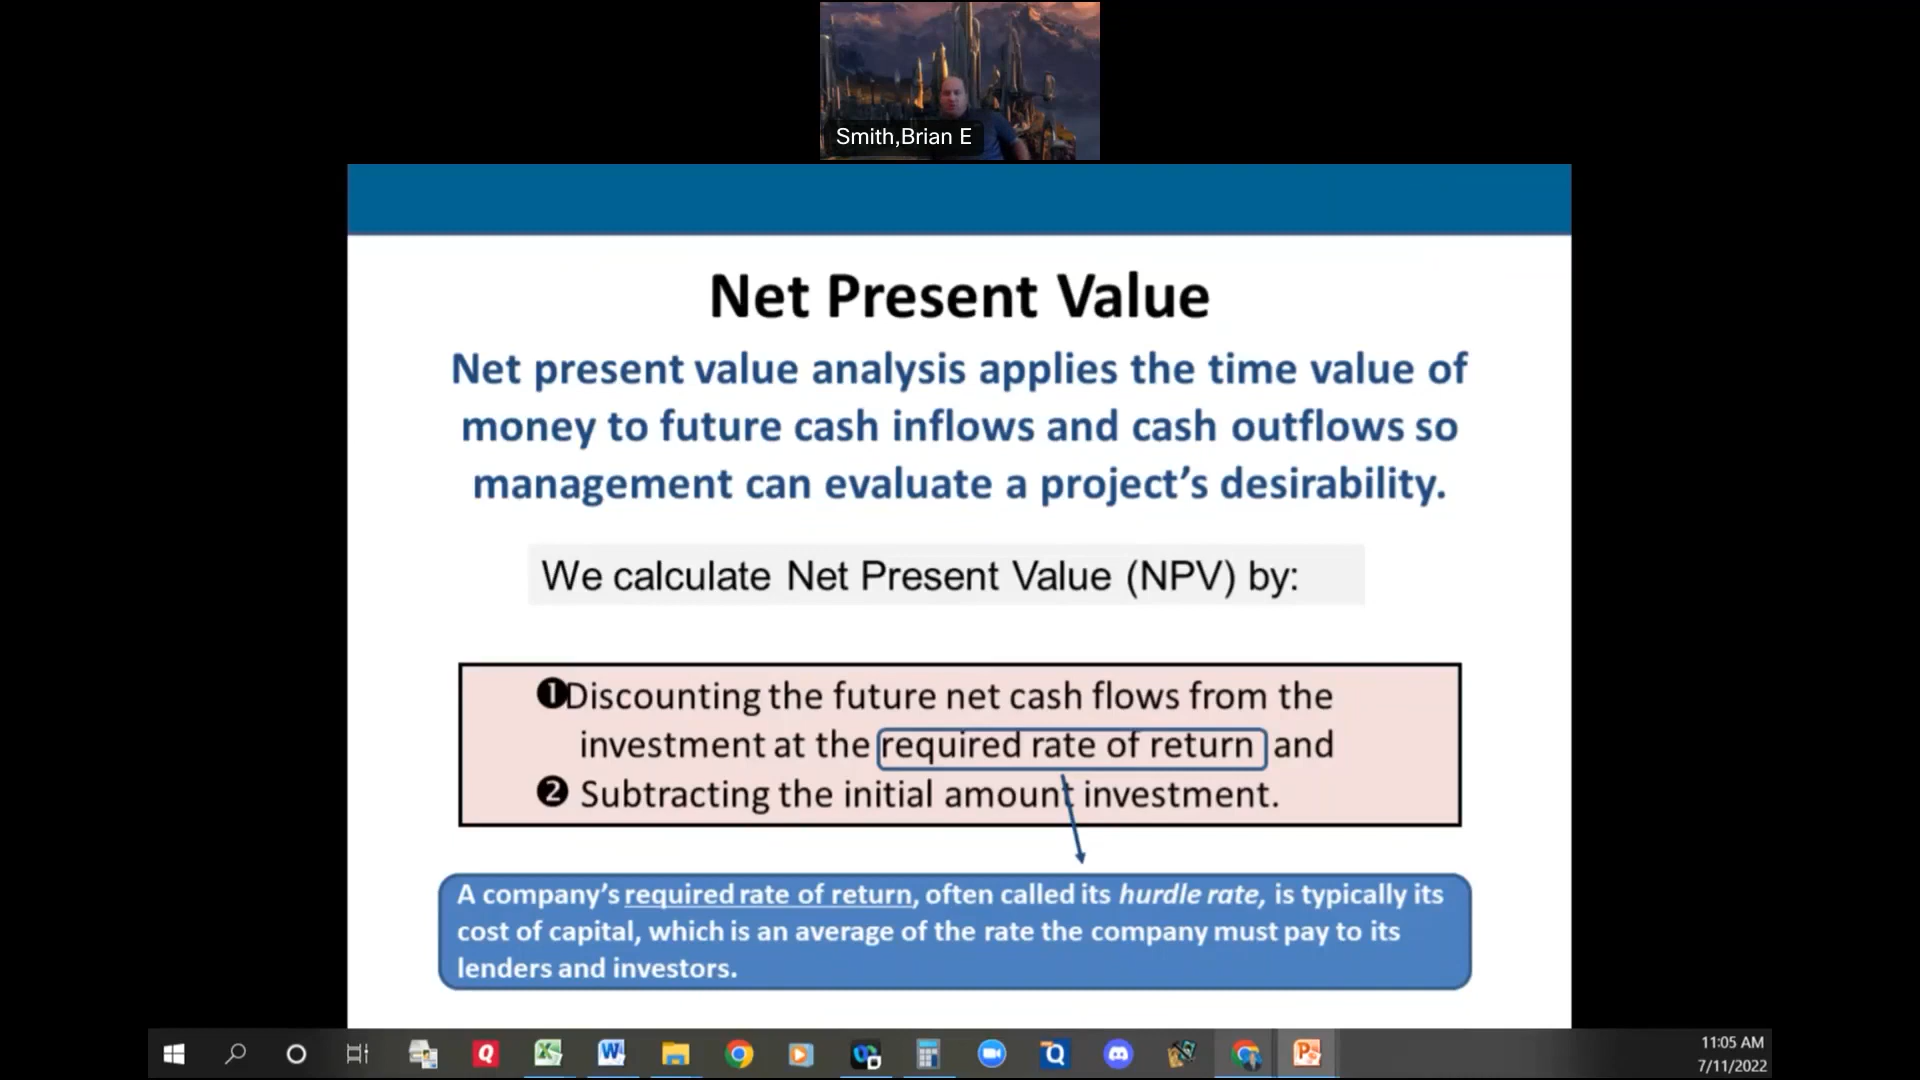 Smith,Brian E
Net Present Value
Net present value analysis applies the time value of
money to future cash inflows and cash outflows so
management can evaluate a project’s desirability.
We calculate Net Present Value (NPV) by:
❶Discounting the future net cash flows from the
investment at the required rate of return and
❷ Subtracting the initial amount investment.
A company’s required rate of return, often called its hurdle rate, is typically its
cost of capital, which is an average of the rate the company must pay to its
lenders and investors.
11:05 AM
7/11/2022